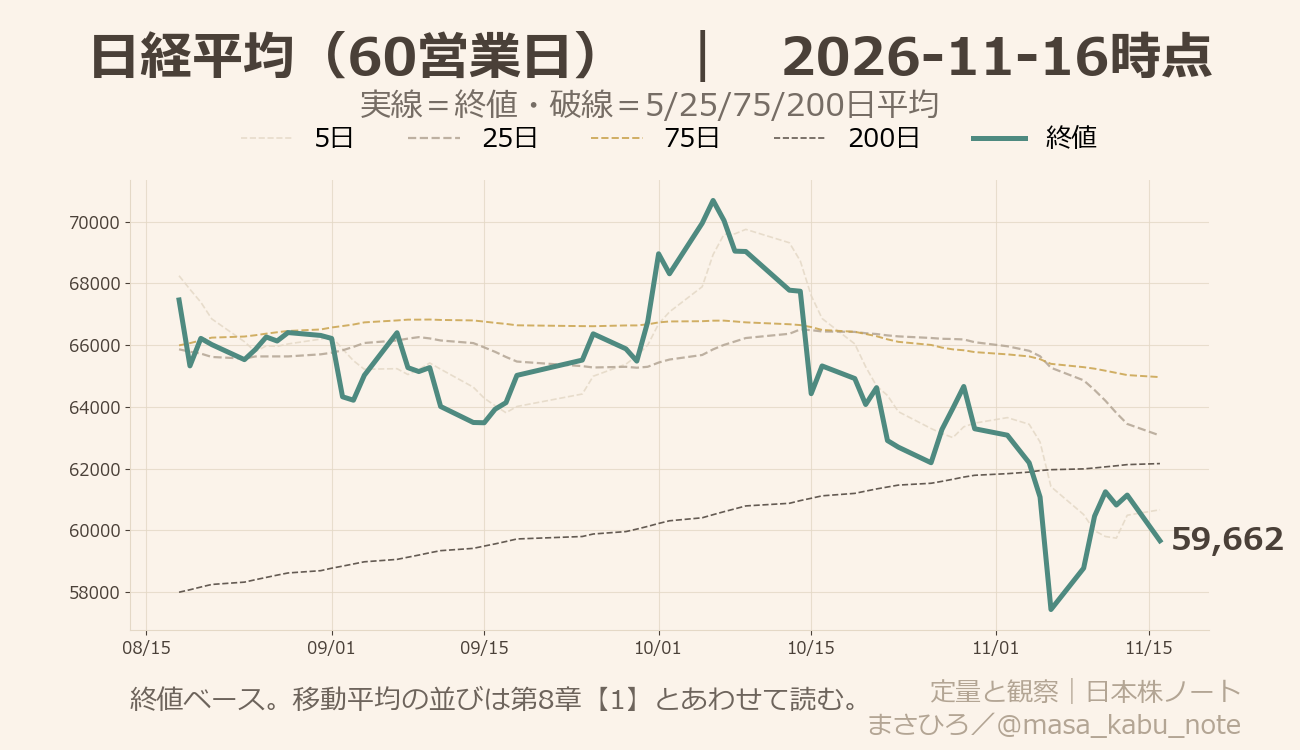 日経平均（60営業日）　｜　2026-11-16時点
実線＝終値・破線＝5/25/75/200日平均
5日　25日　75日　200日　終値
70000
68000
66000
64000
62000
60000
58000
59,662
08/15　09/01　09/15　10/01　10/15　11/01　11/15
終値ベース。移動平均の並びは第8章【1】とあわせて読む。
定量と観察｜日本株ノート
まさひろ／@masa_kabu_note